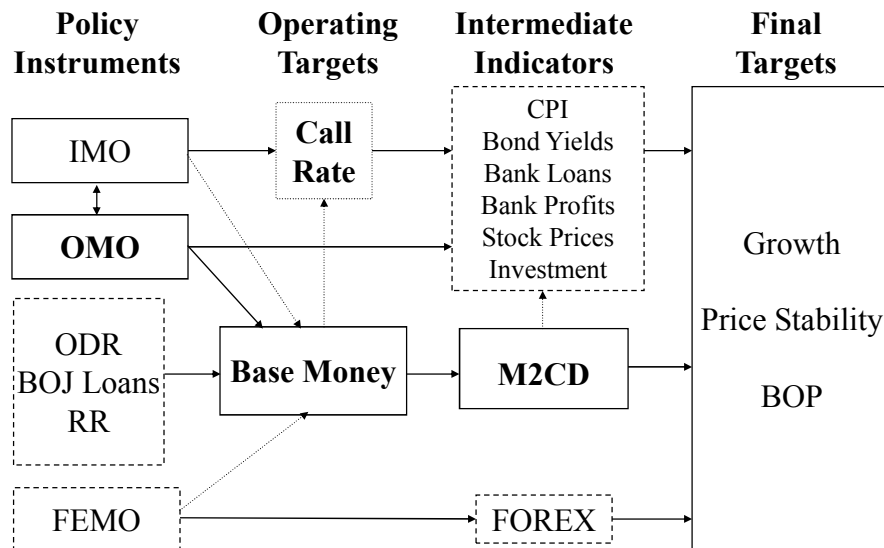 Policy
Instruments
Operating
Targets
Intermediate
Indicators
Final
Targets
IMO
OMO
ODR
BOJ Loans
RR
FEMO
Call
Rate
Base Money
CPI
Bond Yields
Bank Loans
Bank Profits
Stock Prices
Investment
M2CD
FOREX
Growth
Price Stability
BOP